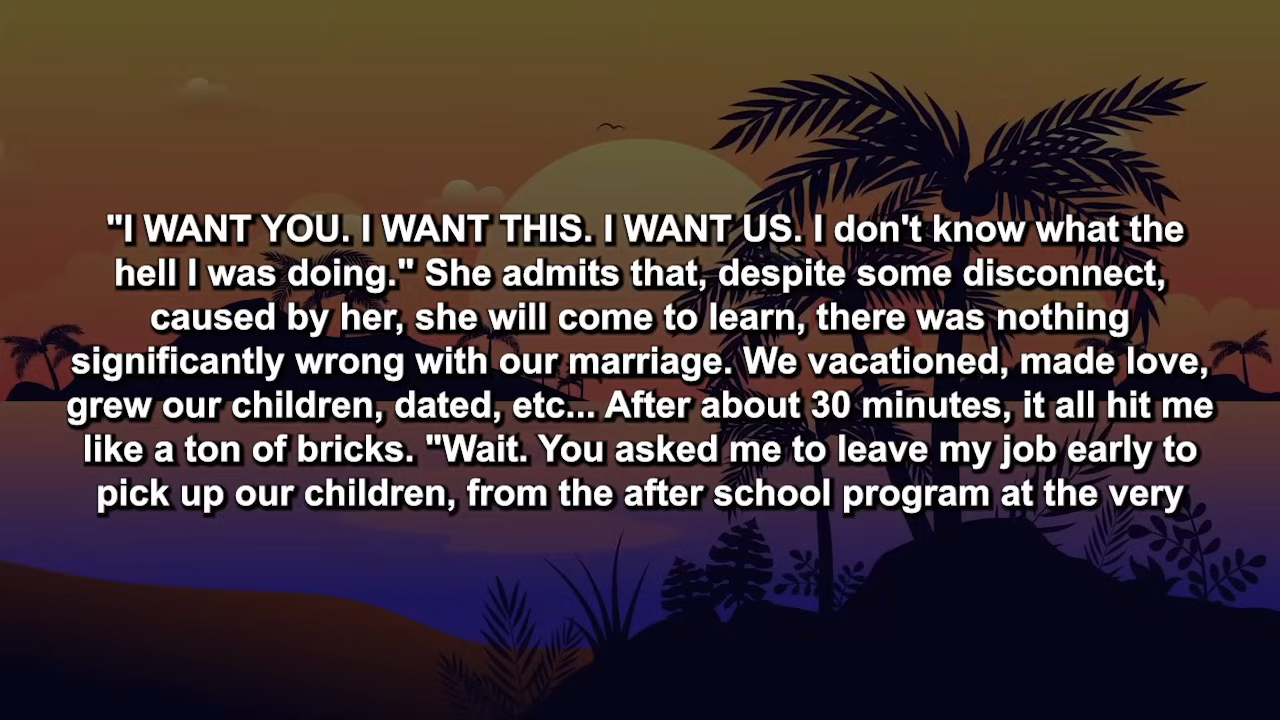 "I WANT YOU. I WANT THIS. I WANT US. I don't know what the
hell I was doing." She admits that, despite some disconnect,
caused by her, she will come to learn, there was nothing
significantly wrong with our marriage. We vacationed, made love,
grew our children, dated, etc... After about 30 minutes, it all hit me
like a ton of bricks. "Wait. You asked me to leave my job early to
pick up our children, from the after school program at the very